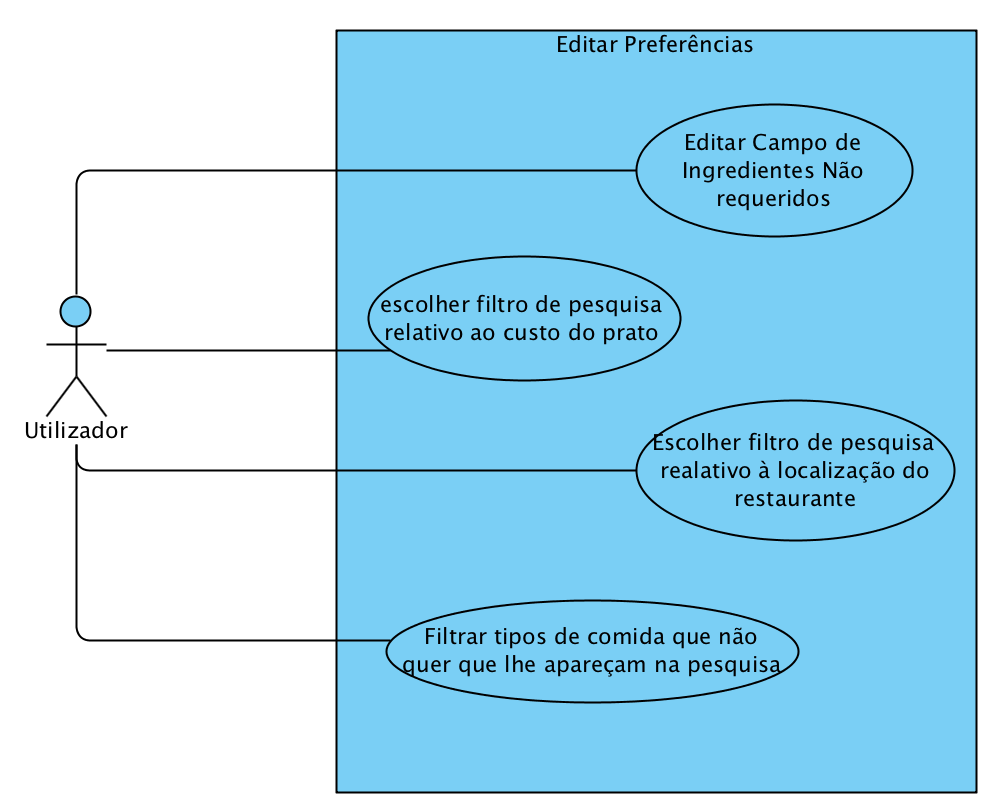 Editar Preferências
Editar Campo de
Ingredientes Não
requeridos
escolher filtro de pesquisa
relativo ao custo do prato
Utilizador
Escolher filtro de pesquisa
realativo à localização do
restaurante
Filtrar tipos de comida que não
quer que lhe apareçam na pesquisa